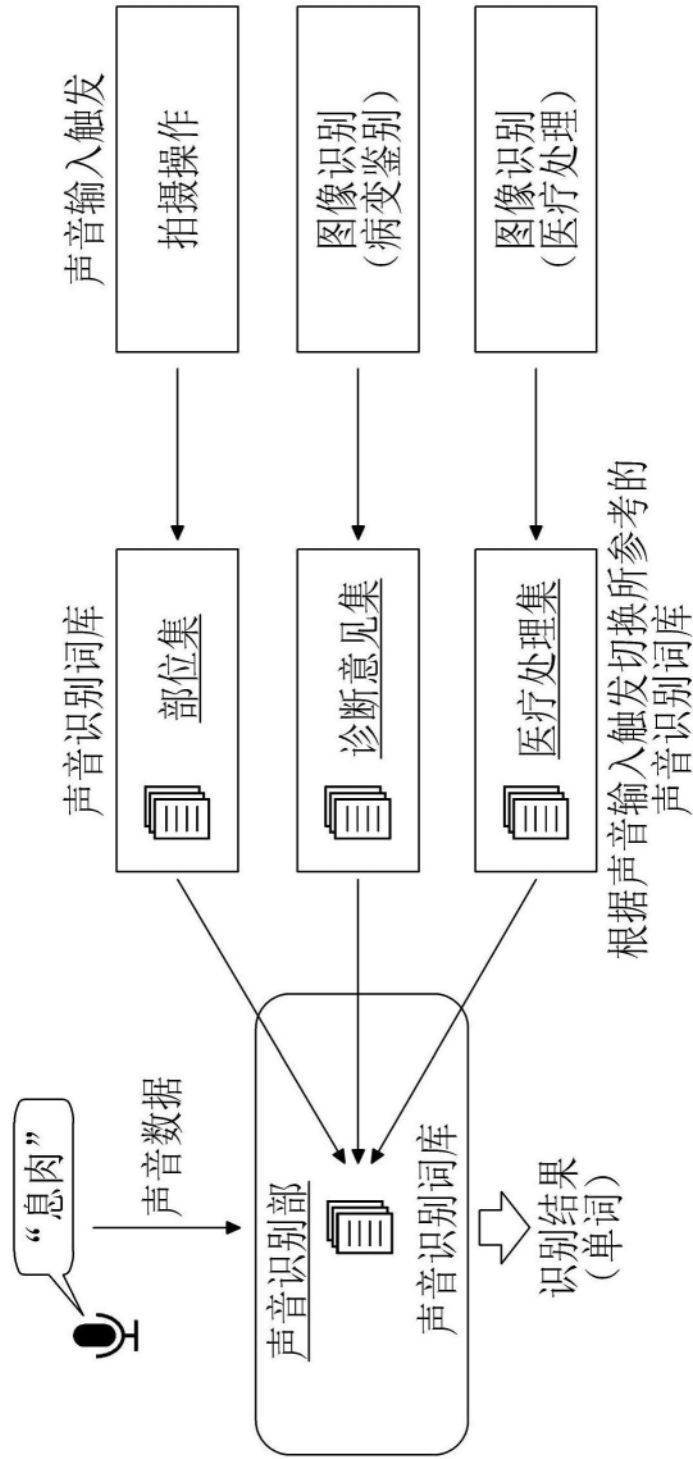 “息肉”
声音数据
声音识别部
声音识别词库
识别结果
(单词)
声音识别词库
部位集
诊断意见集
医疗处理集
根据声音输入触发切换所参考的
声音识别词库
声音输入触发
拍摄操作
图像识别
(病变鉴别)
图像识别
(医疗处理)